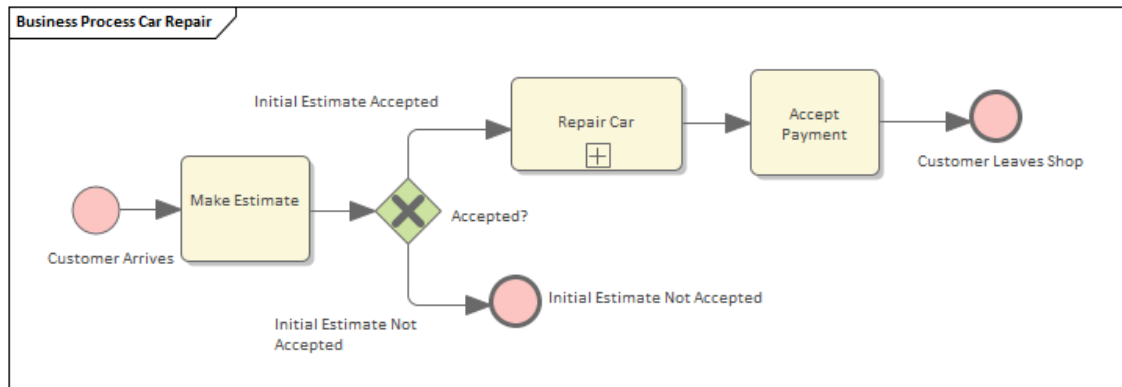 Business Process Car Repair
Initial Estimate Accepted
Repair Car
Accept
Payment
Customer Leaves Shop
Make Estimate
Accepted?
Customer Arrives
Initial Estimate Not Accepted
Initial Estimate Not
Accepted